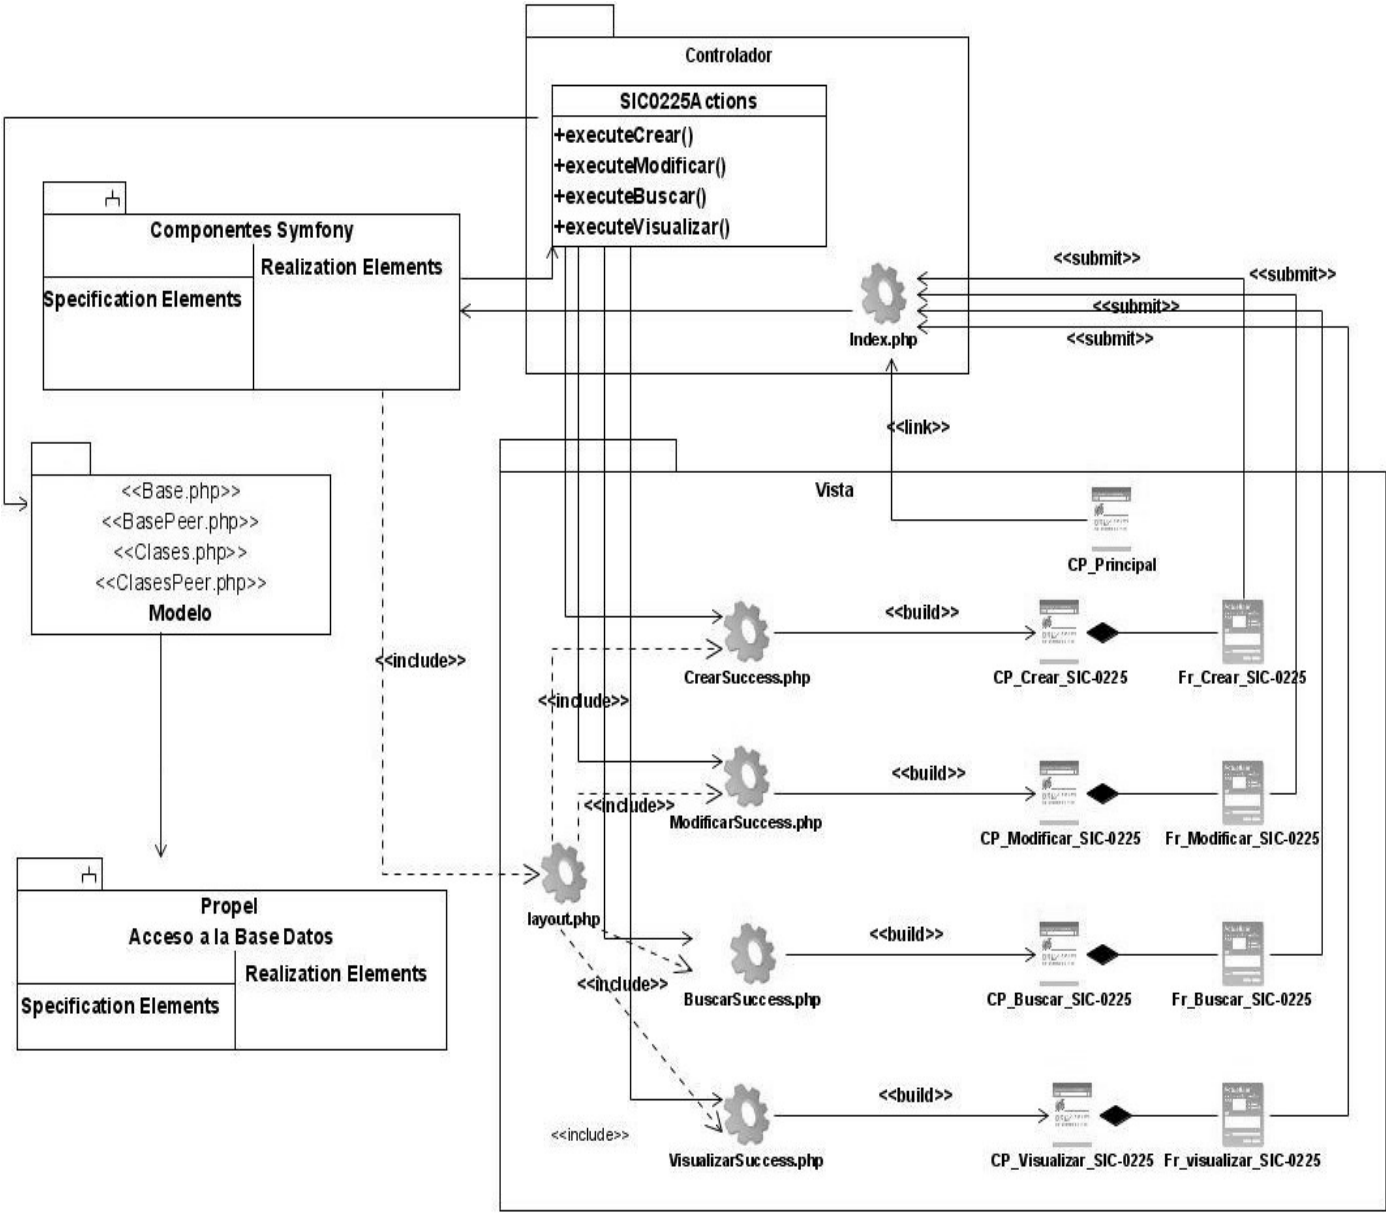 Controlador
SIC0225Actions
+executeCrear()
+executeModificar()
+executeBuscar()
+executeVisualizar()
Componentes Symfony
Realization Elements
Specification Elements
<<submit>>
<<submit>>
<<submit>>
<<submit>>
Index.php
<<link>>
<<Base.php>>
<<BasePeer.php>>
<<Clases.php>>
<<ClasesPeer.php>>
Modelo
Vista
CP_Principal
<<include>>
<<build>>
CrearSuccess.php
CP_Crear_SIC-0225
Fr_Crear_SIC-0225
<<include>>
<<build>>
<<include>>
ModificarSuccess.php
CP_Modificar_SIC-0225
Fr_Modificar_SIC-0225
layout.php
Propel
Acceso a la Base Datos
Realization Elements
Specification Elements
<<build>>
<<include>>
BuscarSuccess.php
CP_Buscar_SIC-0225
Fr_Buscar_SIC-0225
<<build>>
<<include>>
VisualizarSuccess.php
CP_Visualizar_SIC-0225
Fr_visualizar_SIC-0225